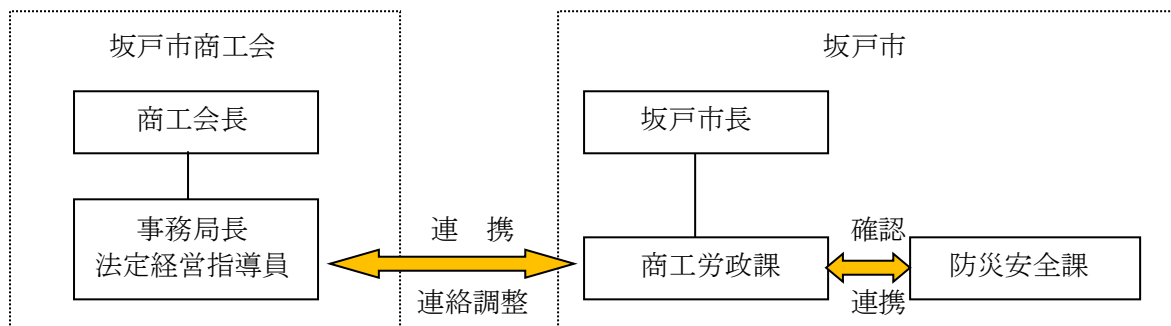 坂戸市商工会
商工会長
事務局長
法定経営指導員
連　携
連絡調整
坂戸市
坂戸市長
商工労政課
確認
連携
防災安全課